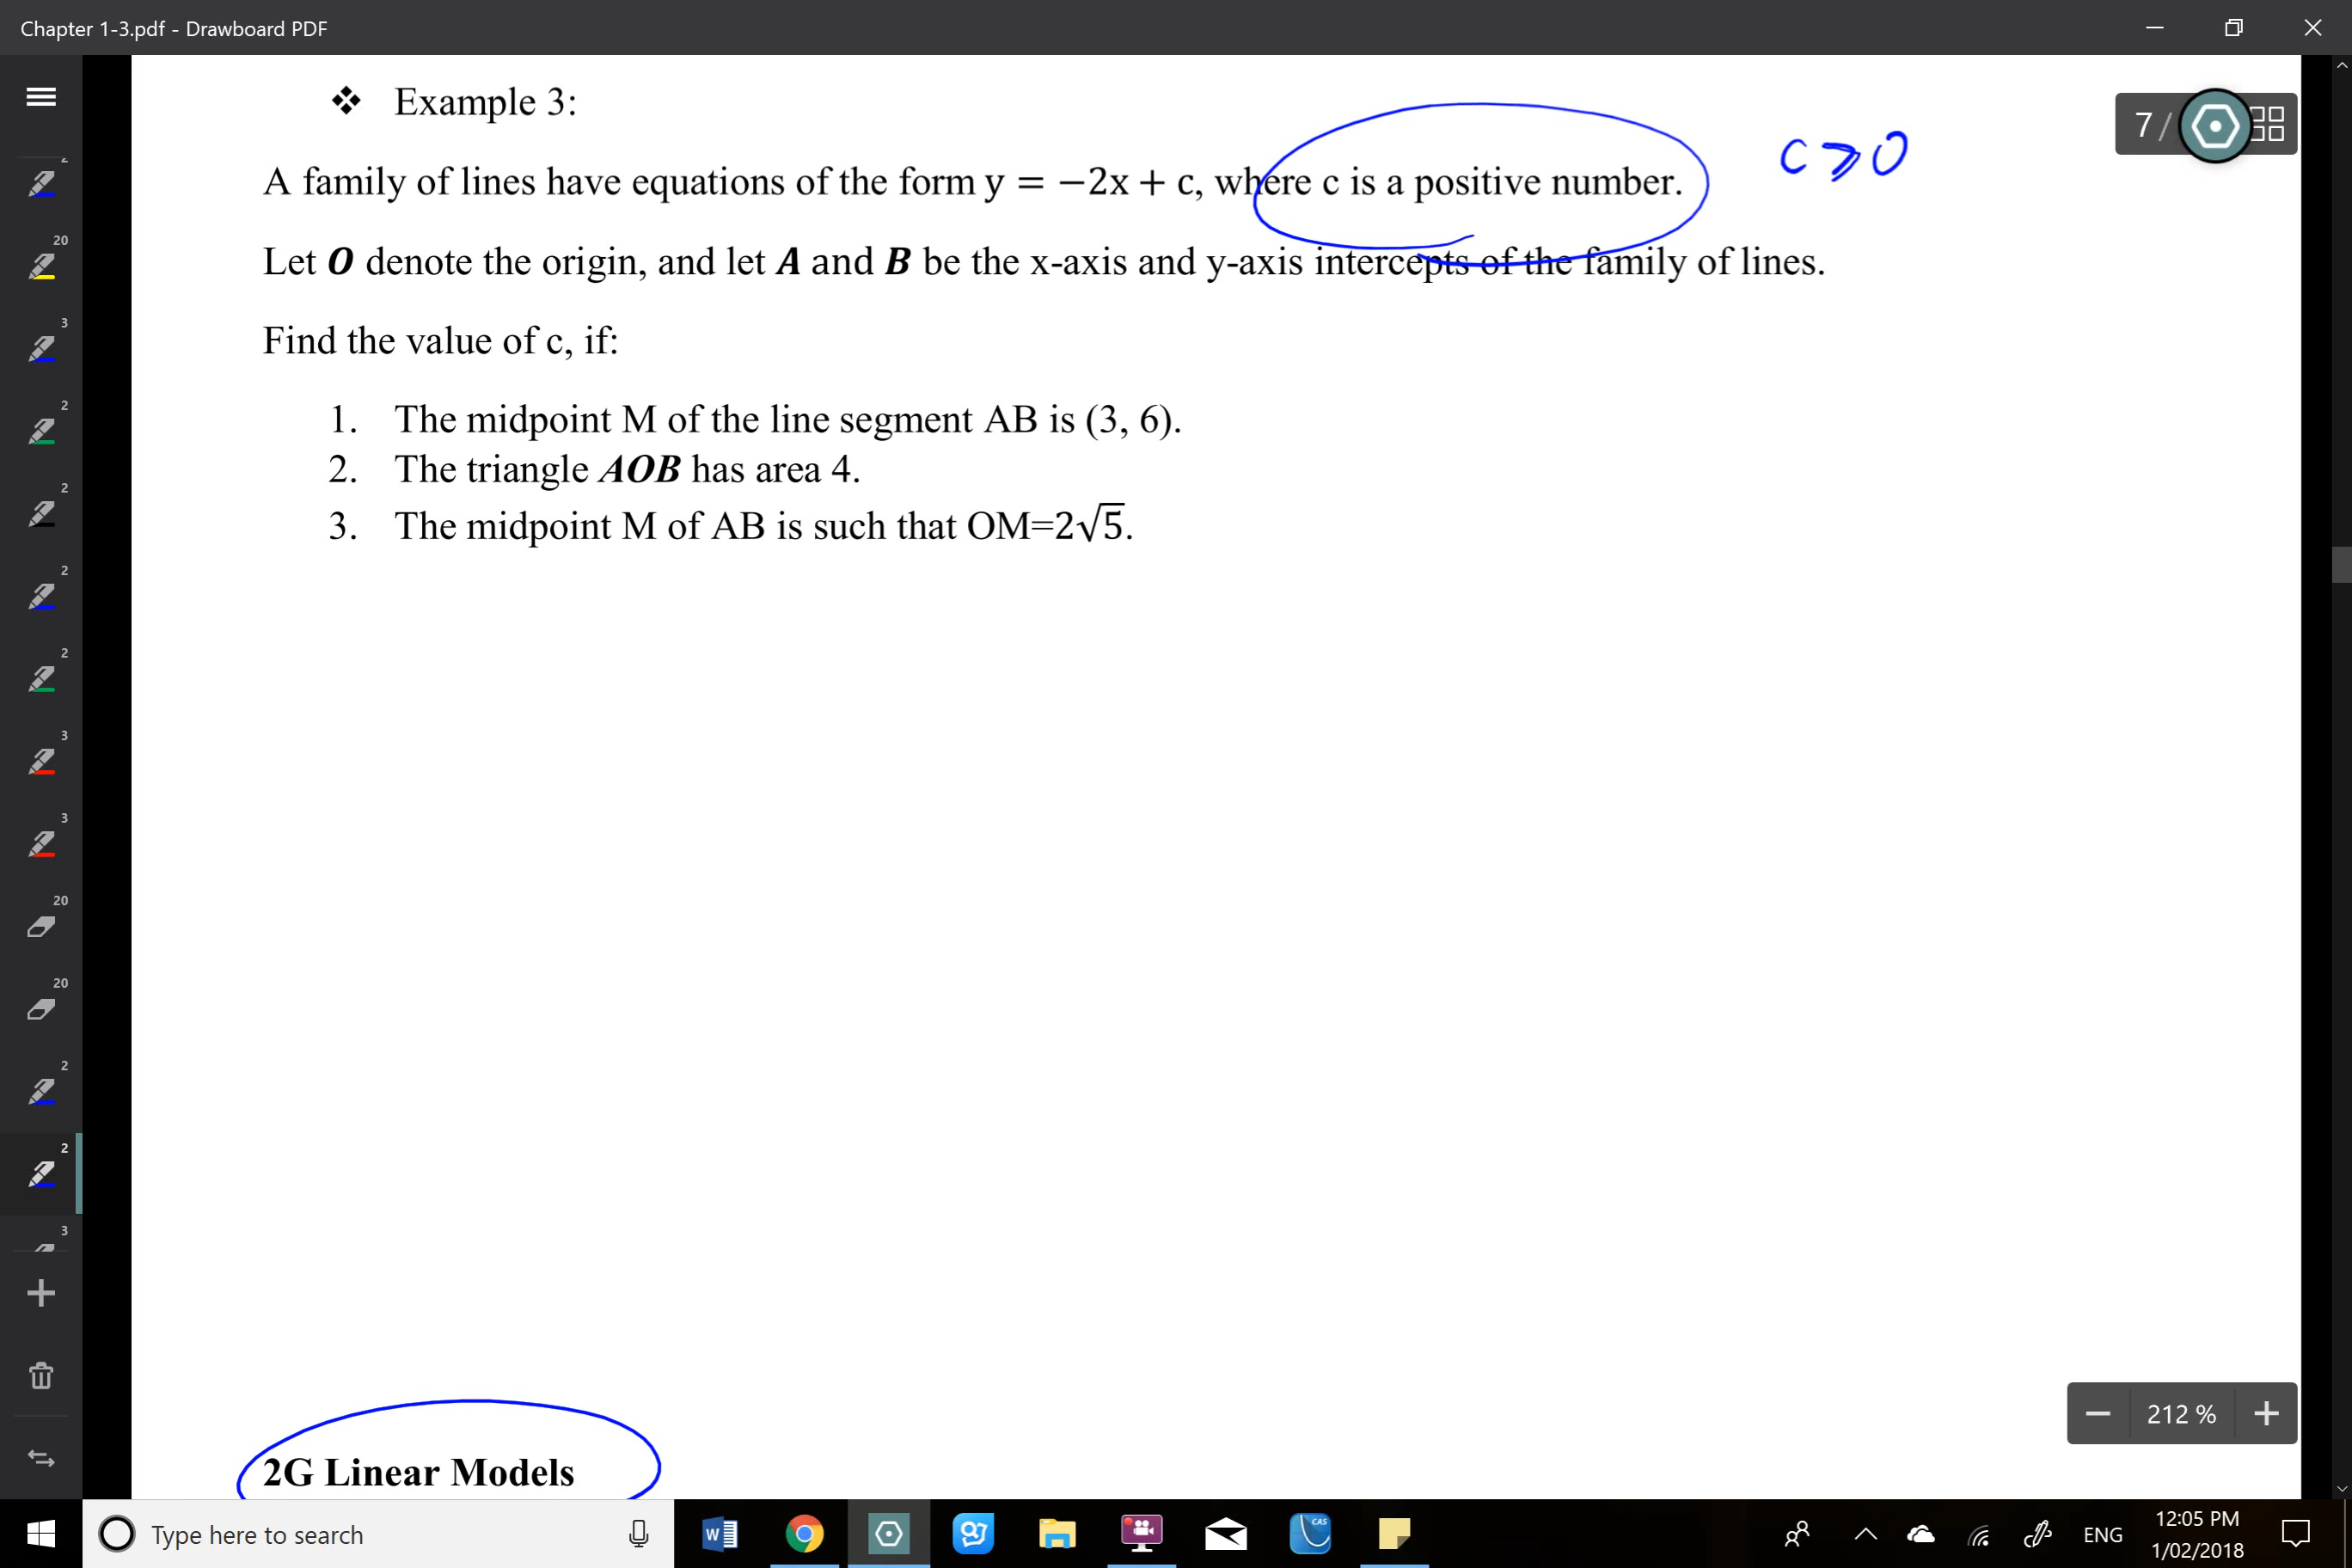 Chapter 1-3.pdf - Drawboard PDF
❖ Example 3:
7 /
c ⩾ 0
A family of lines have equations of the form y = −2x + c, where c is a positive number.
Let O denote the origin, and let A and B be the x-axis and y-axis intercepts of the family of lines.
Find the value of c, if:
1. The midpoint M of the line segment AB is (3, 6).
2. The triangle AOB has area 4.
3. The midpoint M of AB is such that OM=2√5.
2
20
3
2
2
2
2
3
3
20
20
2
2
3
212 %
2G Linear Models
Type here to search
W
CAS
ENG
12:05 PM
1/02/2018